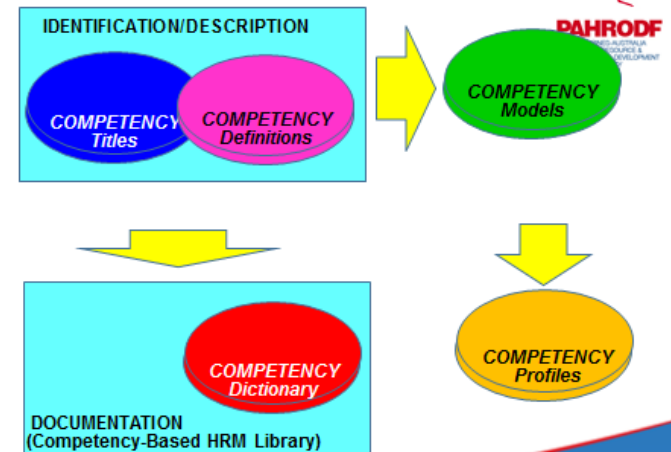 IDENTIFICATION/DESCRIPTION
COMPETENCY
Titles
COMPETENCY
Definitions
PAHRODF
COMPETENCY
Models
COMPETENCY
Dictionary
DOCUMENTATION
(Competency-Based HRM Library)
COMPETENCY
Profiles